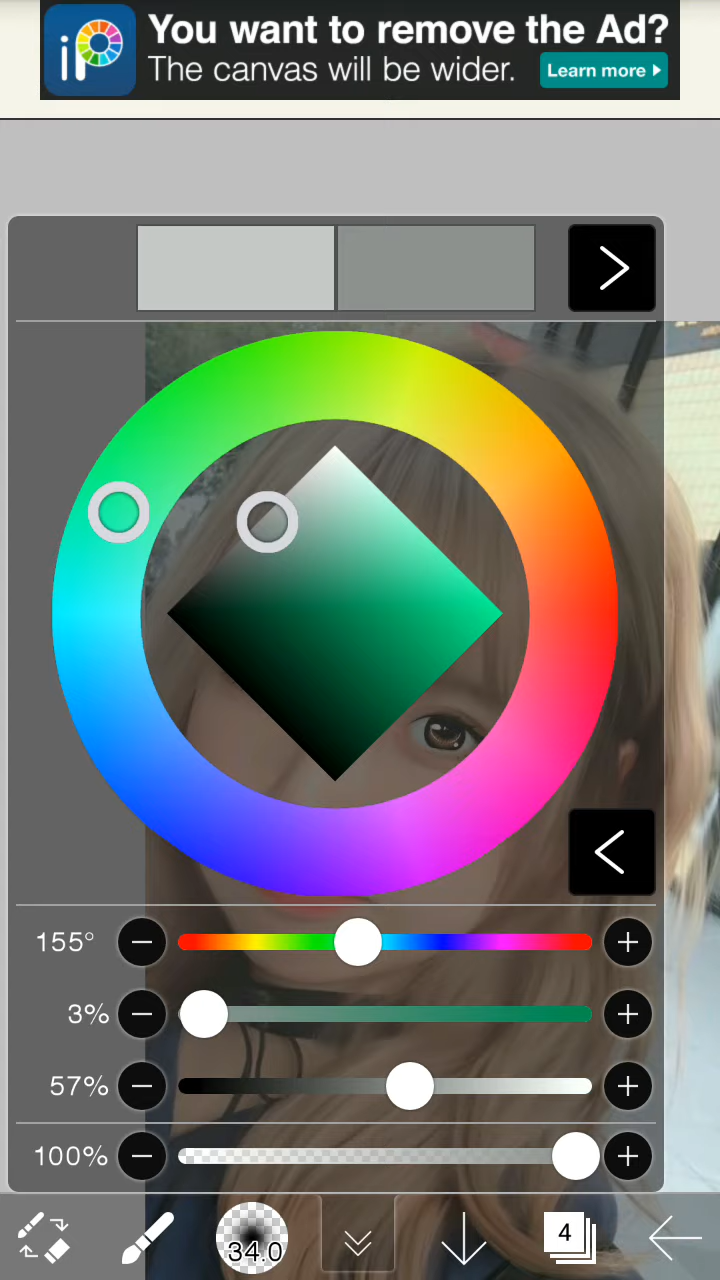 iP
You want to remove the Ad?
The canvas will be wider.
Learn more
155°
3%
57%
100%
34.0
4